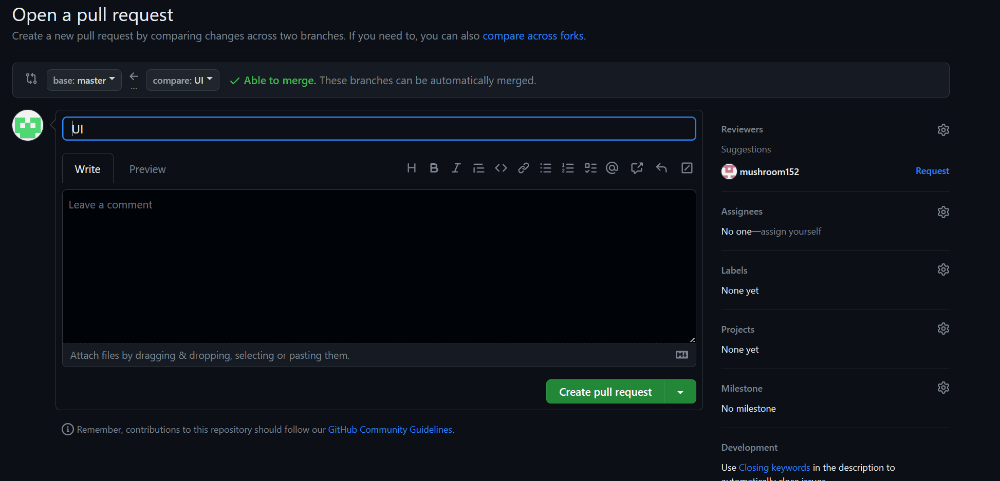 Open a pull request
Create a new pull request by comparing changes across two branches. If you need to, you can also compare across forks.
base: master
...
compare: UI
Able to merge. These branches can be automatically merged.
UI
Write
Preview
Leave a comment
Attach files by dragging & dropping, selecting or pasting them.
Create pull request
Remember, contributions to this repository should follow our GitHub Community Guidelines.
Reviewers
Suggestions
mushroom152
Request
Assignees
No one—assign yourself
Labels
None yet
Projects
None yet
Milestone
No milestone
Development
Use Closing keywords in the description to
automatically close issues